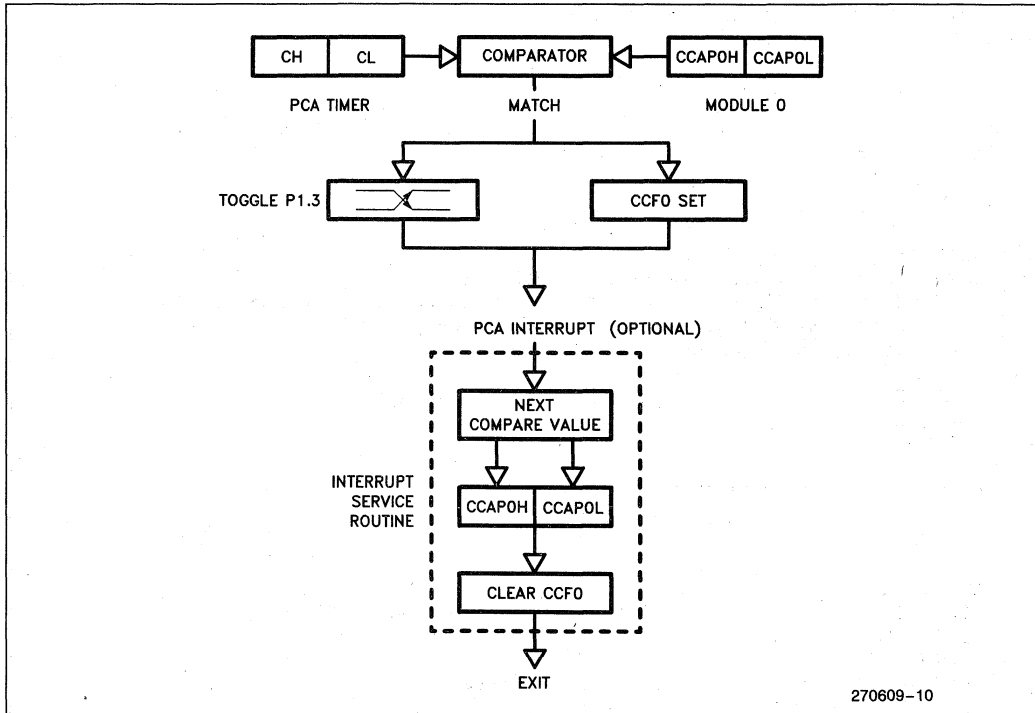 CH CL COMPARATOR CCAP0H CCAP0L
PCA TIMER MATCH MODULE 0
TOGGLE P1.3 CCF0 SET
PCA INTERRUPT (OPTIONAL)
NEXT
COMPARE VALUE
INTERRUPT
SERVICE
ROUTINE
CCAP0H CCAP0L
CLEAR CCF0
EXIT
270609-10